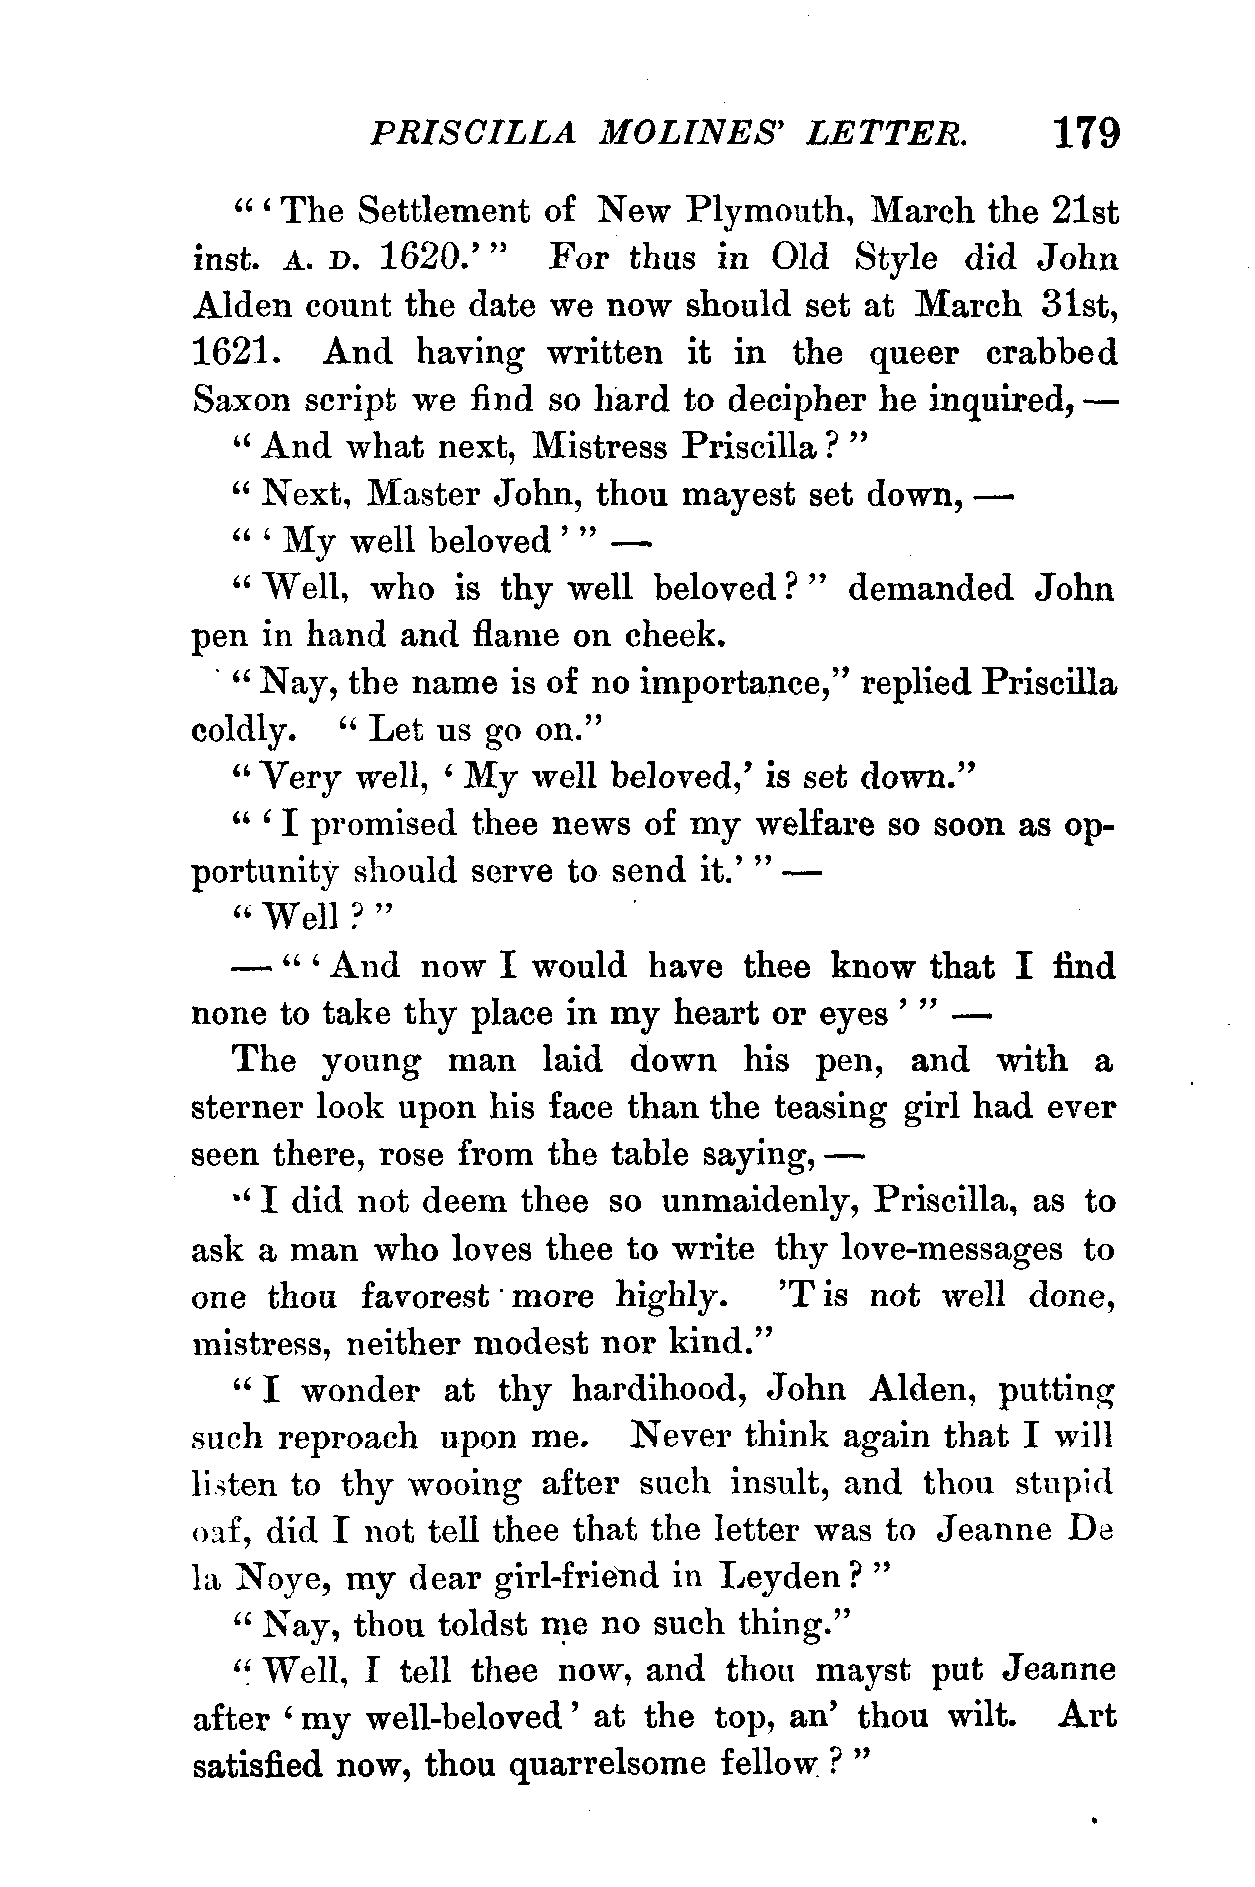 PRISCILLA MOLINES' LETTER. 179
“ ‘ The Settlement of New Plymouth, March the 21st
inst. A. D. 1620.’ ” For thus in Old Style did John
Alden count the date we now should set at March 31st,
1621. And having written it in the queer crabbed
Saxon script we find so hard to decipher he inquired, —
“ And what next, Mistress Priscilla ? ”
“ Next, Master John, thou mayest set down, —
“ ‘ My well beloved ’ ” —
“ Well, who is thy well beloved ? ” demanded John
pen in hand and flame on cheek.
“ Nay, the name is of no importance,” replied Priscilla
coldly. “ Let us go on.”
“ Very well, ‘ My well beloved,’ is set down.”
“ ‘ I promised thee news of my welfare so soon as op-
portunity should serve to send it.’ ” —
“ Well ? ”
— “ ‘ And now I would have thee know that I find
none to take thy place in my heart or eyes ’ ” —
The young man laid down his pen, and with a
sterner look upon his face than the teasing girl had ever
seen there, rose from the table saying, —
“ I did not deem thee so unmaidenly, Priscilla, as to
ask a man who loves thee to write thy love-messages to
one thou favorest more highly. ’T is not well done,
mistress, neither modest nor kind.”
“ I wonder at thy hardihood, John Alden, putting
such reproach upon me. Never think again that I will
listen to thy wooing after such insult, and thou stupid
oaf, did I not tell thee that the letter was to Jeanne De
la Noye, my dear girl-friend in Leyden ? ”
“ Nay, thou toldst me no such thing.”
“ Well, I tell thee now, and thou mayst put Jeanne
after ‘ my well-beloved ’ at the top, an’ thou wilt. Art
satisfied now, thou quarrelsome fellow ? ”